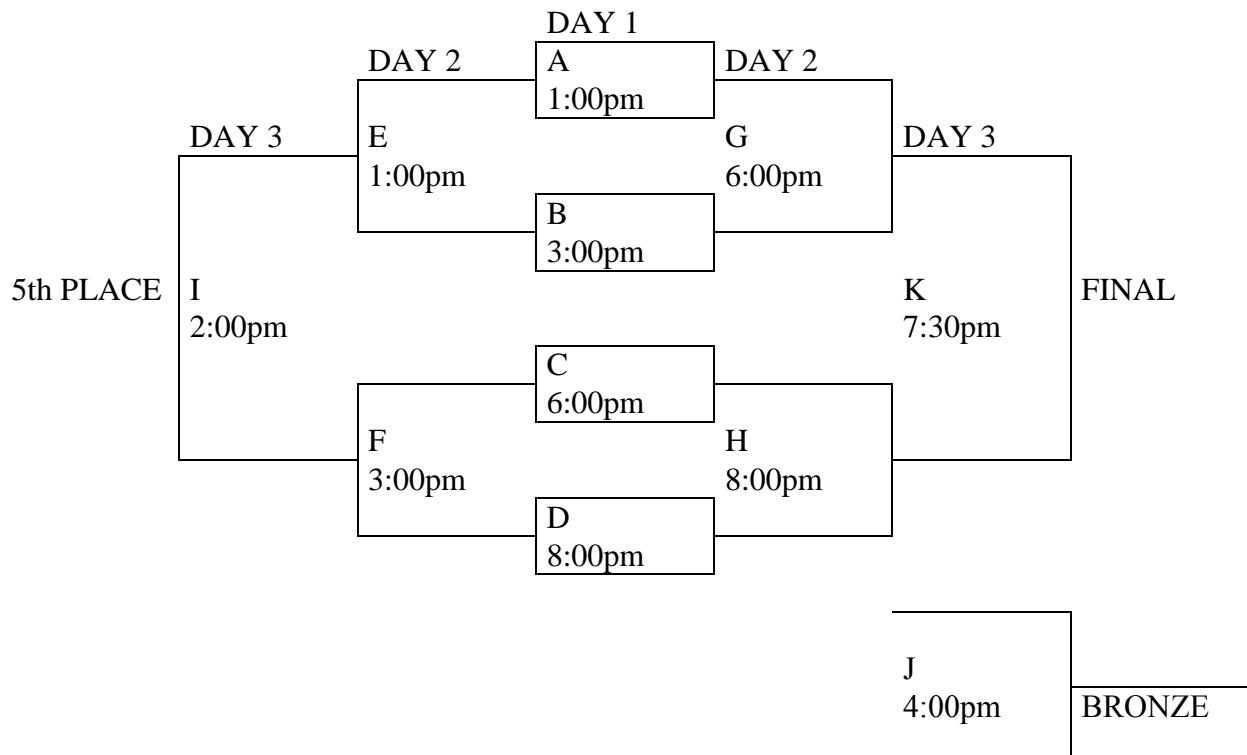 DAY 1
DAY 2
A
DAY 2
1:00pm
DAY 3
E
G
DAY 3
1:00pm
6:00pm
B
3:00pm
5th PLACE
I
K
FINAL
2:00pm
7:30pm
C
6:00pm
F
H
3:00pm
8:00pm
D
8:00pm
J
4:00pm
BRONZE